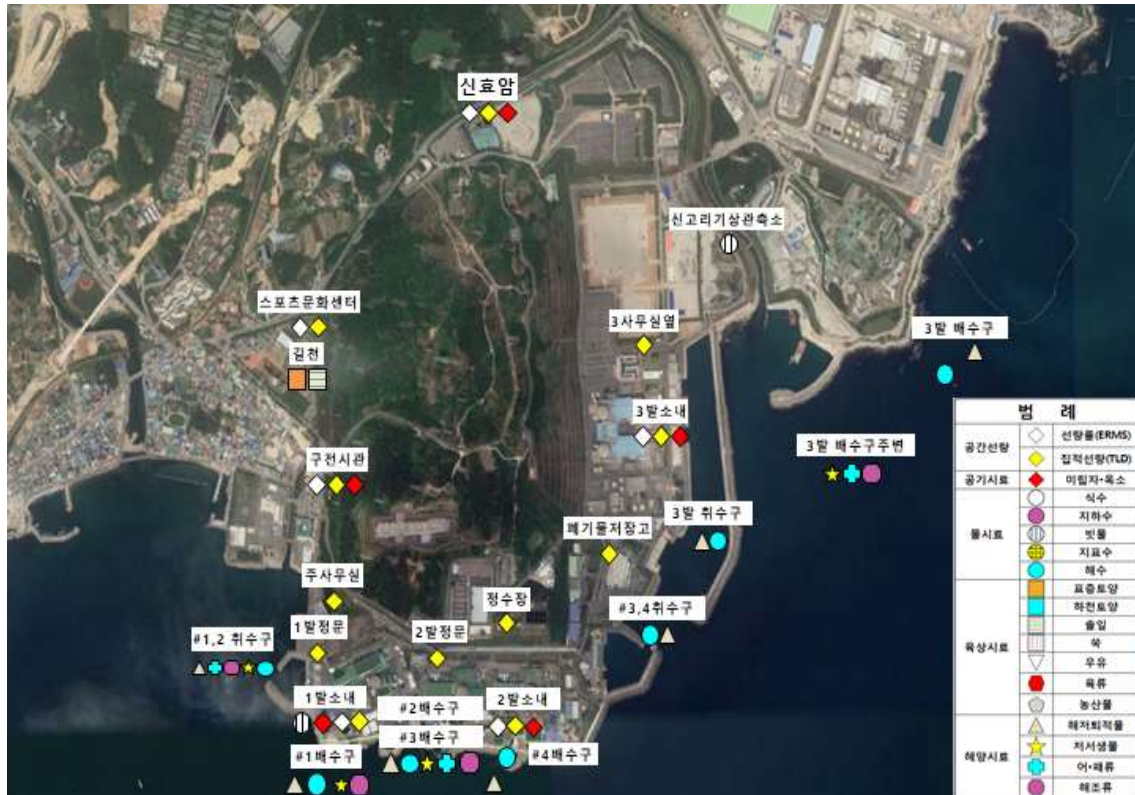 신효암
신고리기상관측소
스포츠문화센터
3사무실옆
3발 배수구
길천
3발소내
구전시관
3발 배수구주변
3발 취수구
폐기물저장고
주사무실
정수장
#3,4취수구
1발정문
2발정문
#1,2 취수구
1발소내
#2배수구
2발소내
#3배수구
#1배수구
#4배수구
범 례
공간선량
선량률(ERMS)
집적선량(TLD)
공기시료
미립자·옥소
물시료
식수
지하수
빗물
지표수
해수
육상시료
표층토양
하천토양
솔잎
쑥
우유
육류
농산물
해양시료
해저퇴적물
저서생물
어·패류
해조류